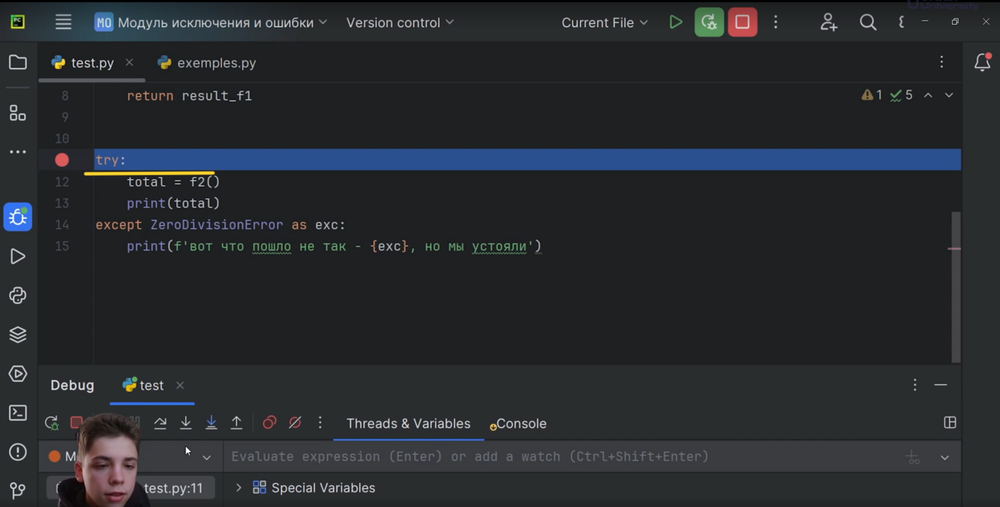 University
PC
MO Модуль исключения и ошибки
Version control
Current File
test.py
exemples.py
8 return result_f1
1 5
9
10
try:
12 total = f2()
13 print(total)
14 except ZeroDivisionError as exc:
15 print(f'вот что пошло не так - {exc}, но мы устояли')
Debug
test
Threads & Variables
Console
M
Evaluate expression (Enter) or add a watch (Ctrl+Shift+Enter)
test.py:11
Special Variables